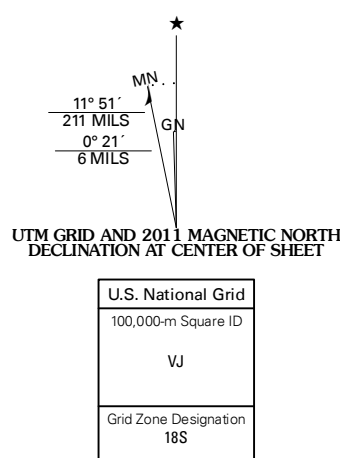 ★
MN
11° 51´
211 MILS
GN
0° 21´
6 MILS
UTM GRID AND 2011 MAGNETIC NORTH
DECLINATION AT CENTER OF SHEET
U.S. National Grid
100,000-m Square ID
VJ
Grid Zone Designation
18S